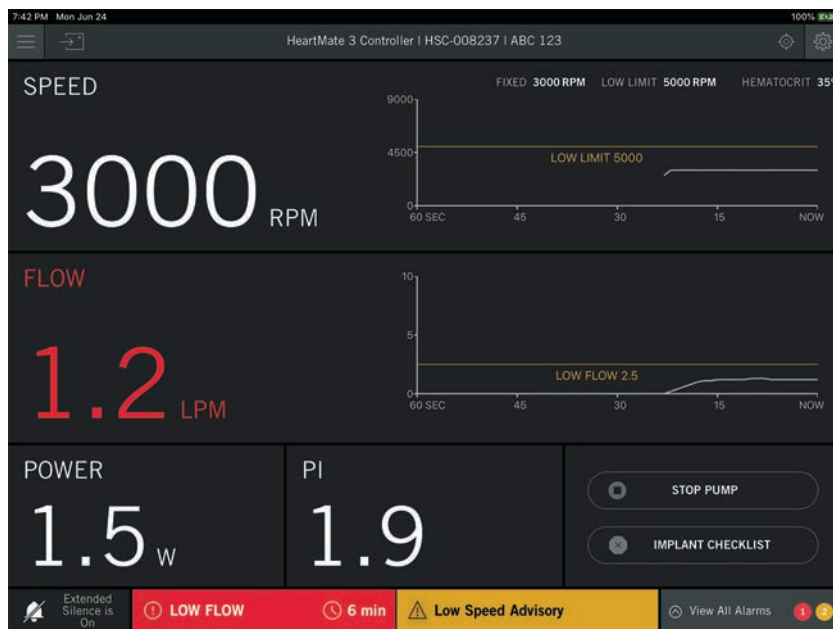 7:42 PM Mon Jun 24 100%
HeartMate 3 Controller | HSC-008237 | ABC 123
SPEED
FIXED 3000 RPM LOW LIMIT 5000 RPM HEMATOCRIT 35%
3000 RPM
9000
4500
LOW LIMIT 5000
0
60 SEC 45 30 15 NOW
FLOW
1.2 LPM
10
5
LOW FLOW 2.5
0
60 SEC 45 30 15 NOW
POWER
1.5 W
PI
1.9
STOP PUMP
IMPLANT CHECKLIST
Extended
Silence is
On
LOW FLOW 6 min
Low Speed Advisory
View All Alarms 1 2